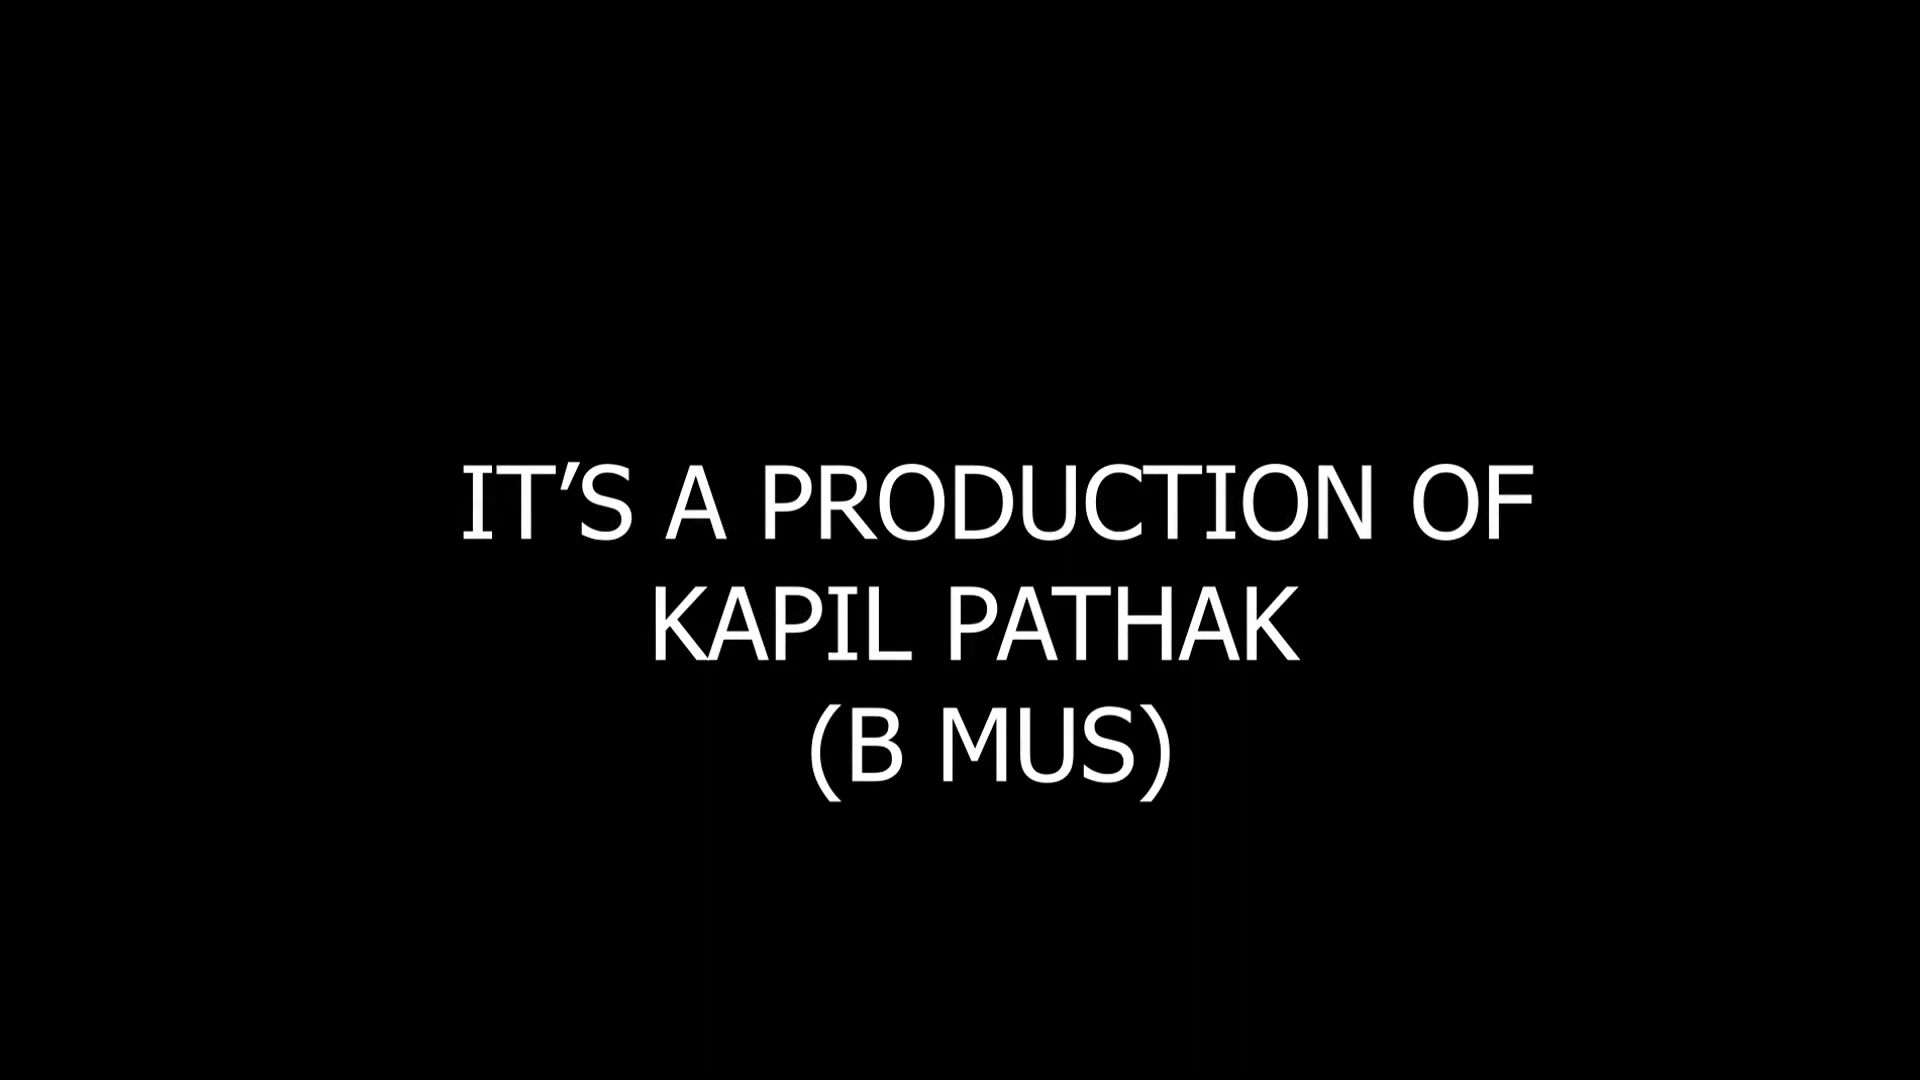 IT’S A PRODUCTION OF
KAPIL PATHAK
(B MUS)